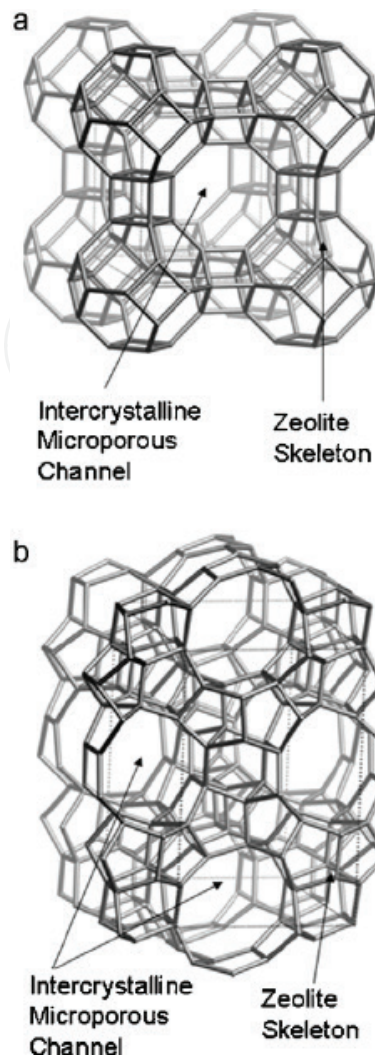 a
Intercrystalline
Microporous
Channel
Zeolite
Skeleton
b
Intercrystalline
Microporous
Channel
Zeolite
Skeleton